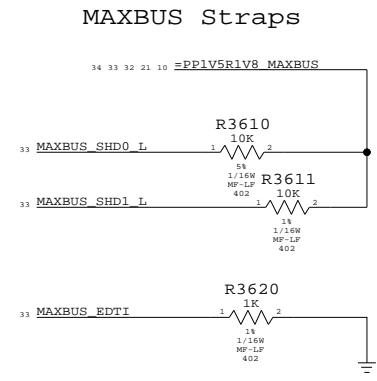 MAXBUS Straps
34 33 32 21 10 =PP1V5R1V8_MAXBUS
R3610
10K
33 MAXBUS_SHD0_L 1 2
5%
1/16W
MF-LF
402
R3611
10K
33 MAXBUS_SHD1_L 1 2
1%
1/16W
MF-LF
402
R3620
1K
33 MAXBUS_EDTI 1 2
1%
1/16W
MF-LF
402